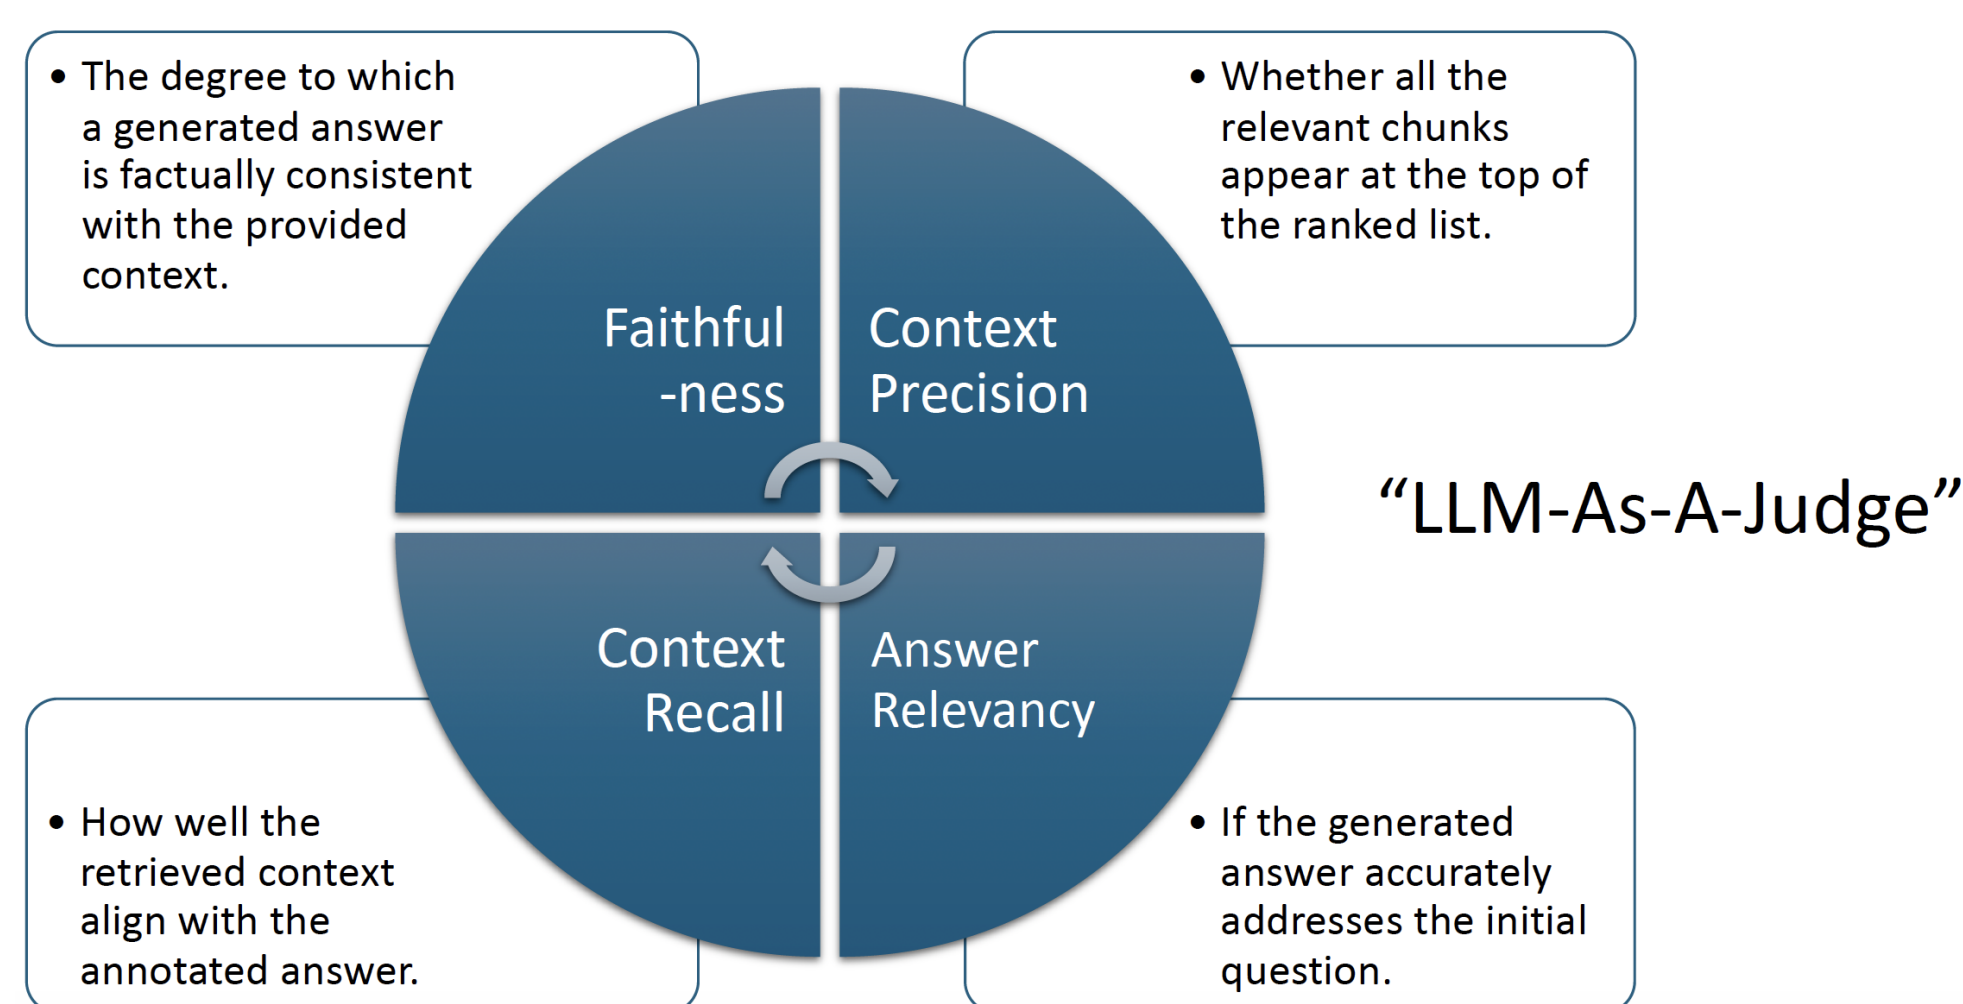 • The degree to which
a generated answer
is factually consistent
with the provided
context.
• Whether all the
relevant chunks
appear at the top of
the ranked list.
Faithful
-ness
Context
Precision
“LLM-As-A-Judge”
Context
Recall
Answer
Relevancy
• How well the
retrieved context
align with the
annotated answer.
• If the generated
answer accurately
addresses the initial
question.